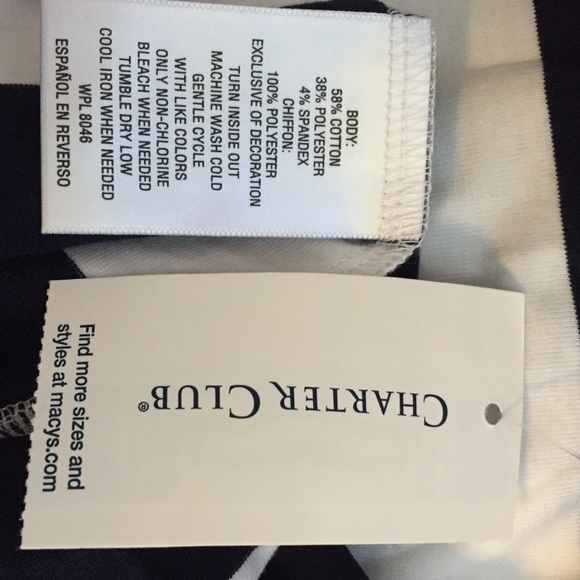 BODY:
58% COTTON
38% POLYESTER
4% SPANDEX
CHIFFON:
100% POLYESTER
EXCLUSIVE OF DECORATION
TURN INSIDE OUT
MACHINE WASH COLD
GENTLE CYCLE
WITH LIKE COLORS
ONLY NON-CHLORINE
BLEACH WHEN NEEDED
TUMBLE DRY LOW
COOL IRON WHEN NEEDED
WPL 8046
ESPAÑOL EN REVERSO
CHARTER CLUB®
Find more sizes and
styles at macys.com